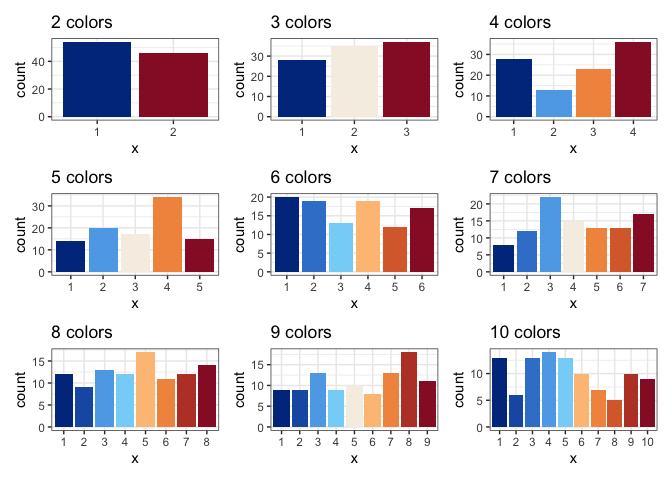 2 colors 3 colors 4 colors
count 40 20 0 1 2 x
count 30 20 10 0 1 2 3 x
count 30 20 10 0 1 2 3 4 x
5 colors 6 colors 7 colors
count 30 20 10 0 1 2 3 4 5 x
count 20 15 10 5 0 1 2 3 4 5 6 x
count 20 15 10 5 0 1 2 3 4 5 6 7 x
8 colors 9 colors 10 colors
count 15 10 5 0 1 2 3 4 5 6 7 8 x
count 15 10 5 0 1 2 3 4 5 6 7 8 9 x
count 10 5 0 1 2 3 4 5 6 7 8 9 10 x